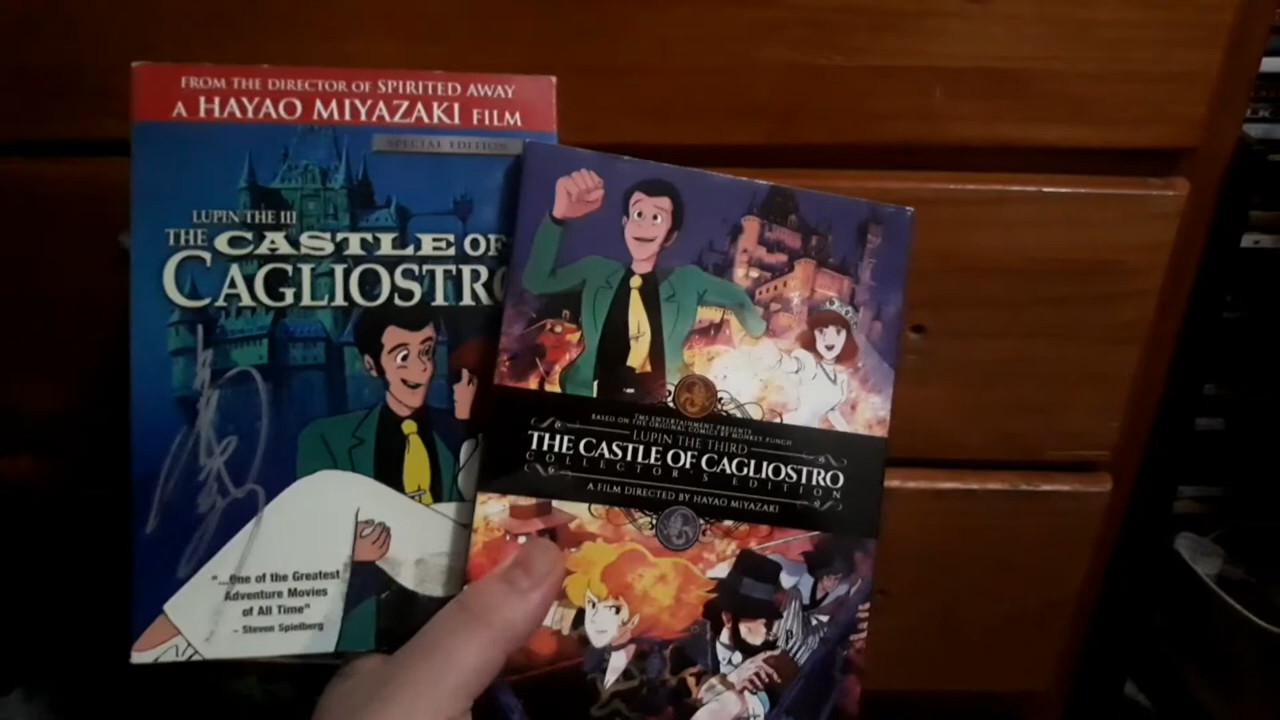 FROM THE DIRECTOR OF SPIRITED AWAY
A HAYAO MIYAZAKI FILM
SPECIAL EDITION
LUPIN THE III
THE CASTLE OF
CAGLIOSTRO
"...One of the Greatest
Adventure Movies
of All Time"
– Steven Spielberg
TMS ENTERTAINMENT PRESENTS
BASED ON THE ORIGINAL COMICS BY MONKEY PUNCH
LUPIN THE THIRD
THE CASTLE OF CAGLIOSTRO
COLLECTOR'S EDITION
A FILM DIRECTED BY HAYAO MIYAZAKI